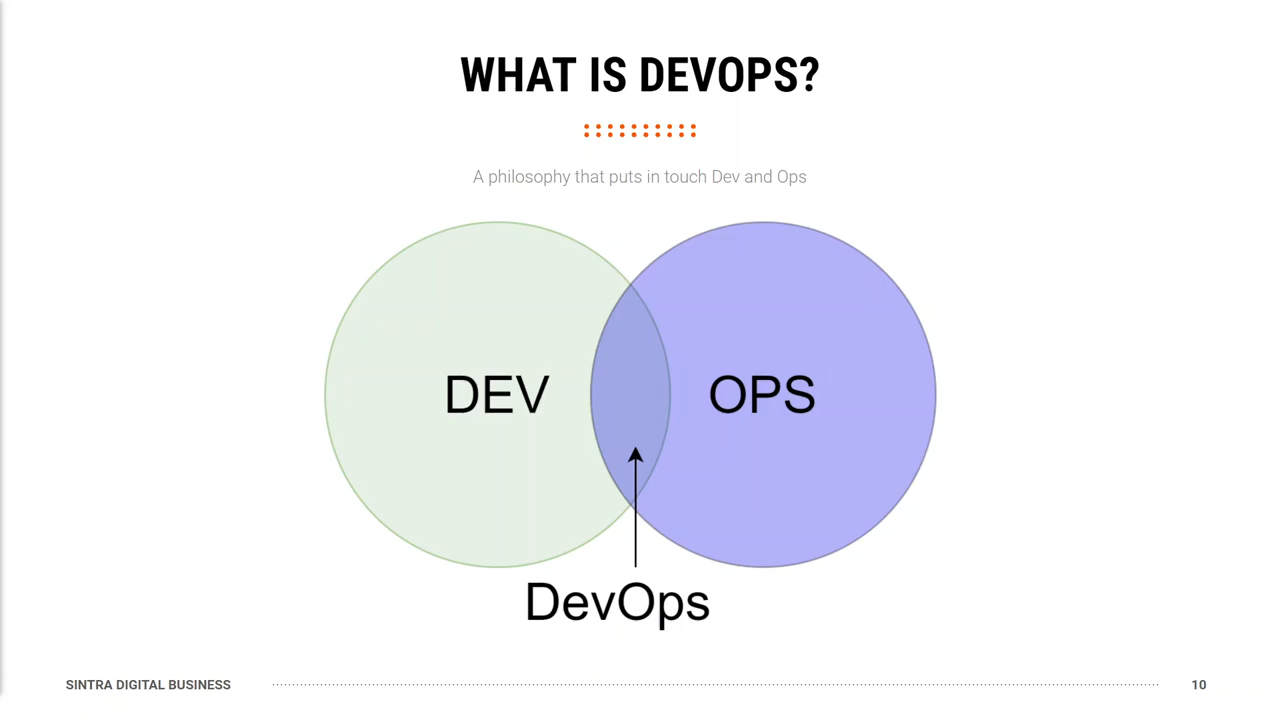 WHAT IS DEVOPS?
A philosophy that puts in touch Dev and Ops
DEV
OPS
DevOps
SINTRA DIGITAL BUSINESS
10